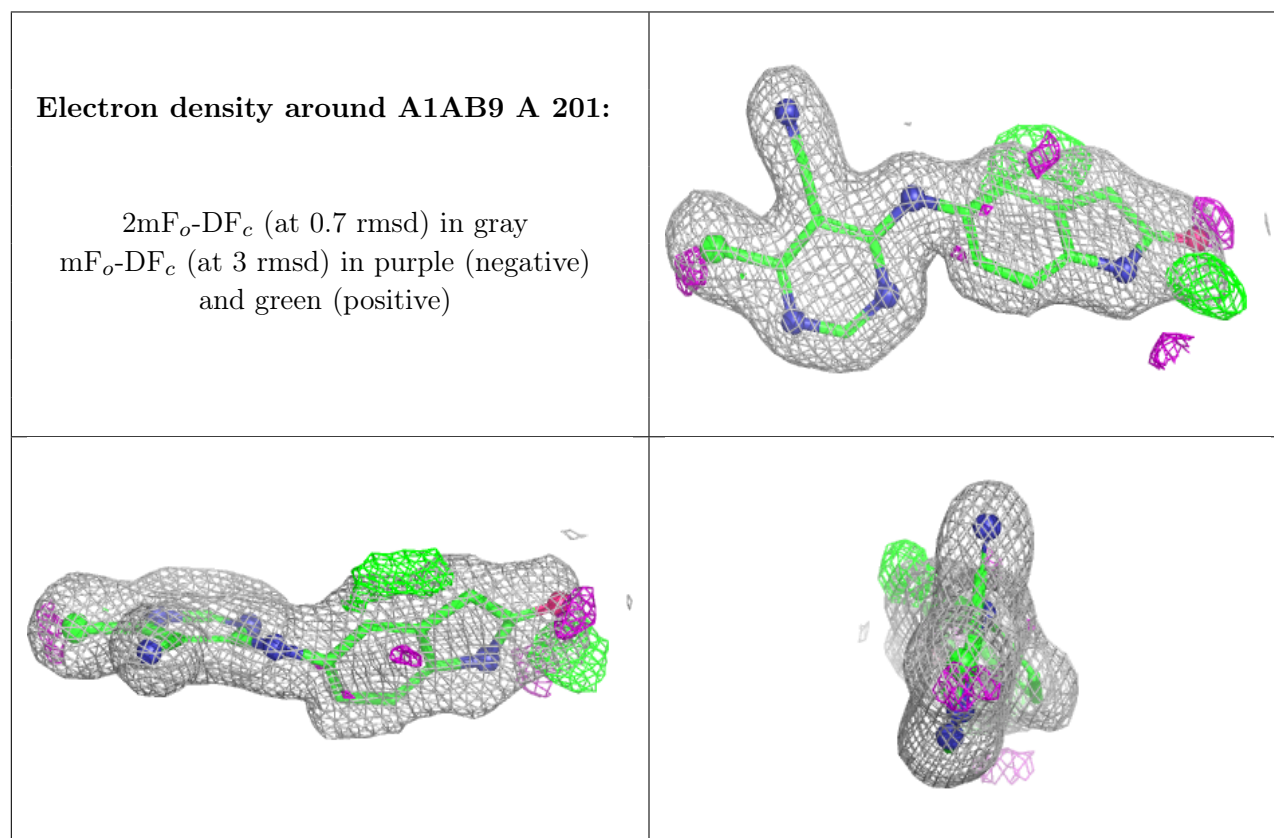 Electron density around A1AB9 A 201:
2mFo-DFc (at 0.7 rmsd) in gray
mFo-DFc (at 3 rmsd) in purple (negative)
and green (positive)